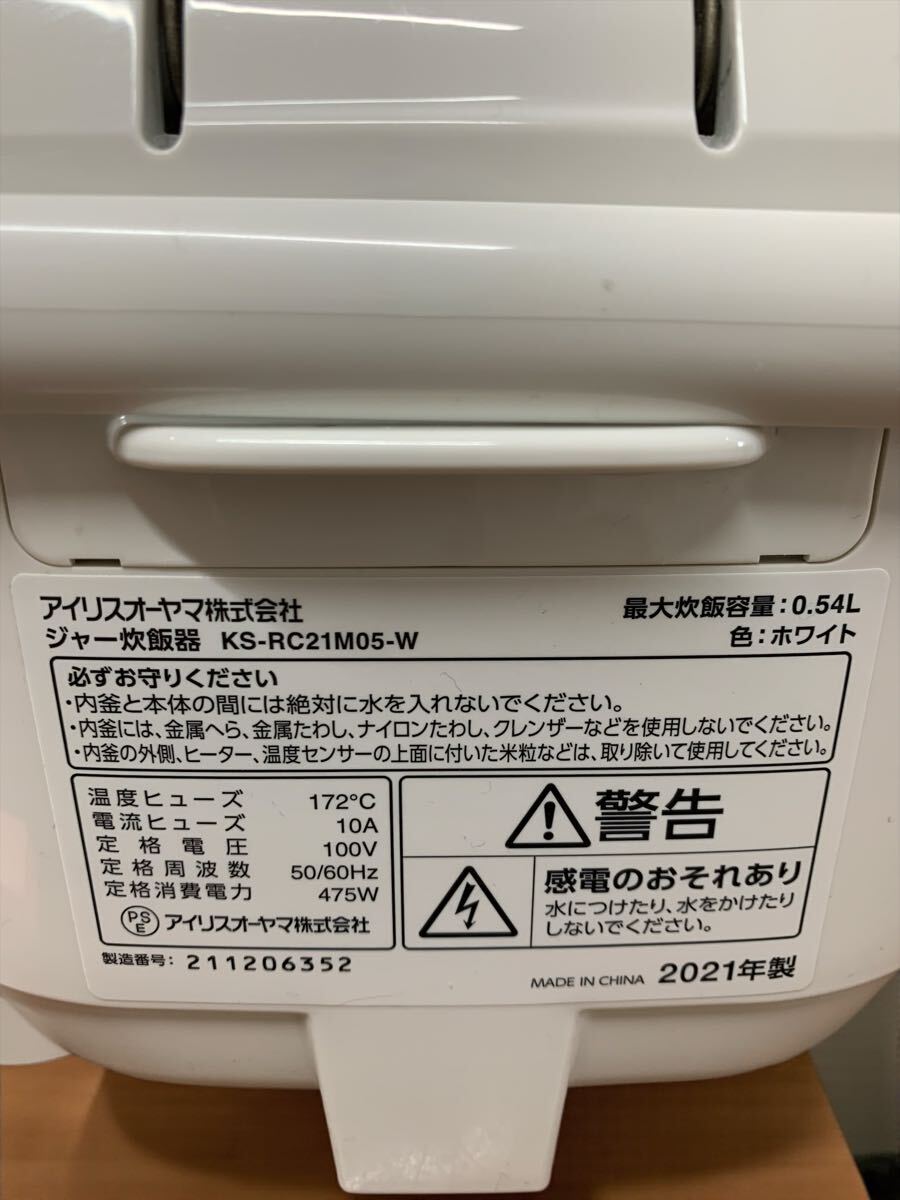 アイリスオーヤマ株式会社
最大炊飯容量：0.54L
ジャー炊飯器 KS-RC21M05-W
色：ホワイト
必ずお守りください
・内釜と本体の間には絶対に水を入れないでください。
・内釜には、金属へら、金属たわし、ナイロンたわし、クレンザーなどを使用しないでください。
・内釜の外側、ヒーター、温度センサーの上面に付いた米粒などは、取り除いて使用してください。
温度ヒューズ 172℃
電流ヒューズ 10A
定格電圧 100V
定格周波数 50/60Hz
定格消費電力 475W
PSE アイリスオーヤマ株式会社
警告
感電のおそれあり
水につけたり、水をかけたり
しないでください。
製造番号：211206352
MADE IN CHINA 2021年製